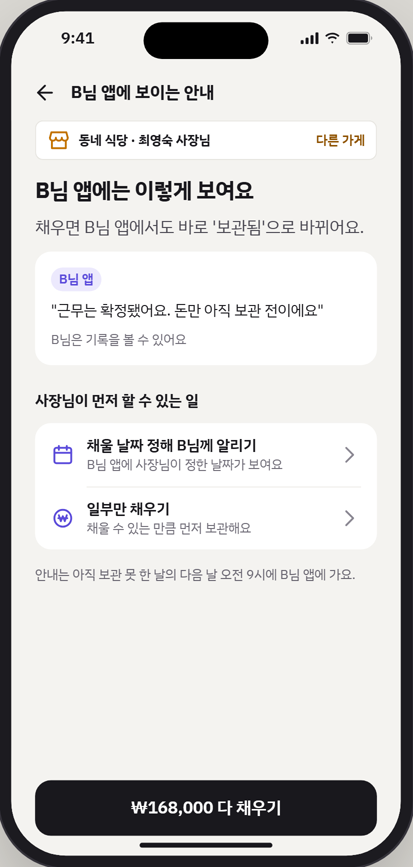 9:41
B님 앱에 보이는 안내
동네 식당 · 최영숙 사장님
다른 가게
B님 앱에는 이렇게 보여요
채우면 B님 앱에서도 바로 '보관됨'으로 바뀌어요.
B님 앱
"근무는 확정됐어요. 돈만 아직 보관 전이에요"
B님은 기록을 볼 수 있어요
사장님이 먼저 할 수 있는 일
채울 날짜 정해 B님께 알리기
B님 앱에 사장님이 정한 날짜가 보여요
일부만 채우기
채울 수 있는 만큼 먼저 보관해요
안내는 아직 보관 못 한 날의 다음 날 오전 9시에 B님 앱에 가요.
₩168,000 다 채우기